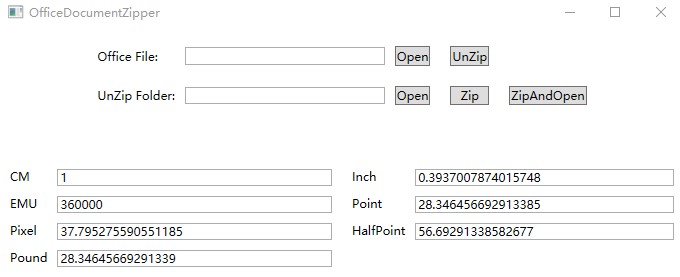 OfficeDocumentZipper
Office File: Open UnZip
UnZip Folder: Open Zip ZipAndOpen
CM 1 Inch 0.3937007874015748
EMU 360000 Point 28.346456692913385
Pixel 37.795275590551185 HalfPoint 56.69291338582677
Pound 28.34645669291339